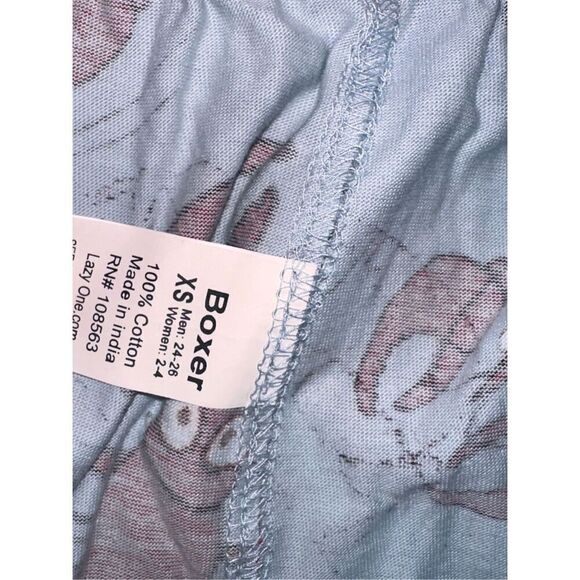 Boxer
XS Men: 24-26
Women: 2-4
100% Cotton
Made in india
RN# 108563
Lazy One.com